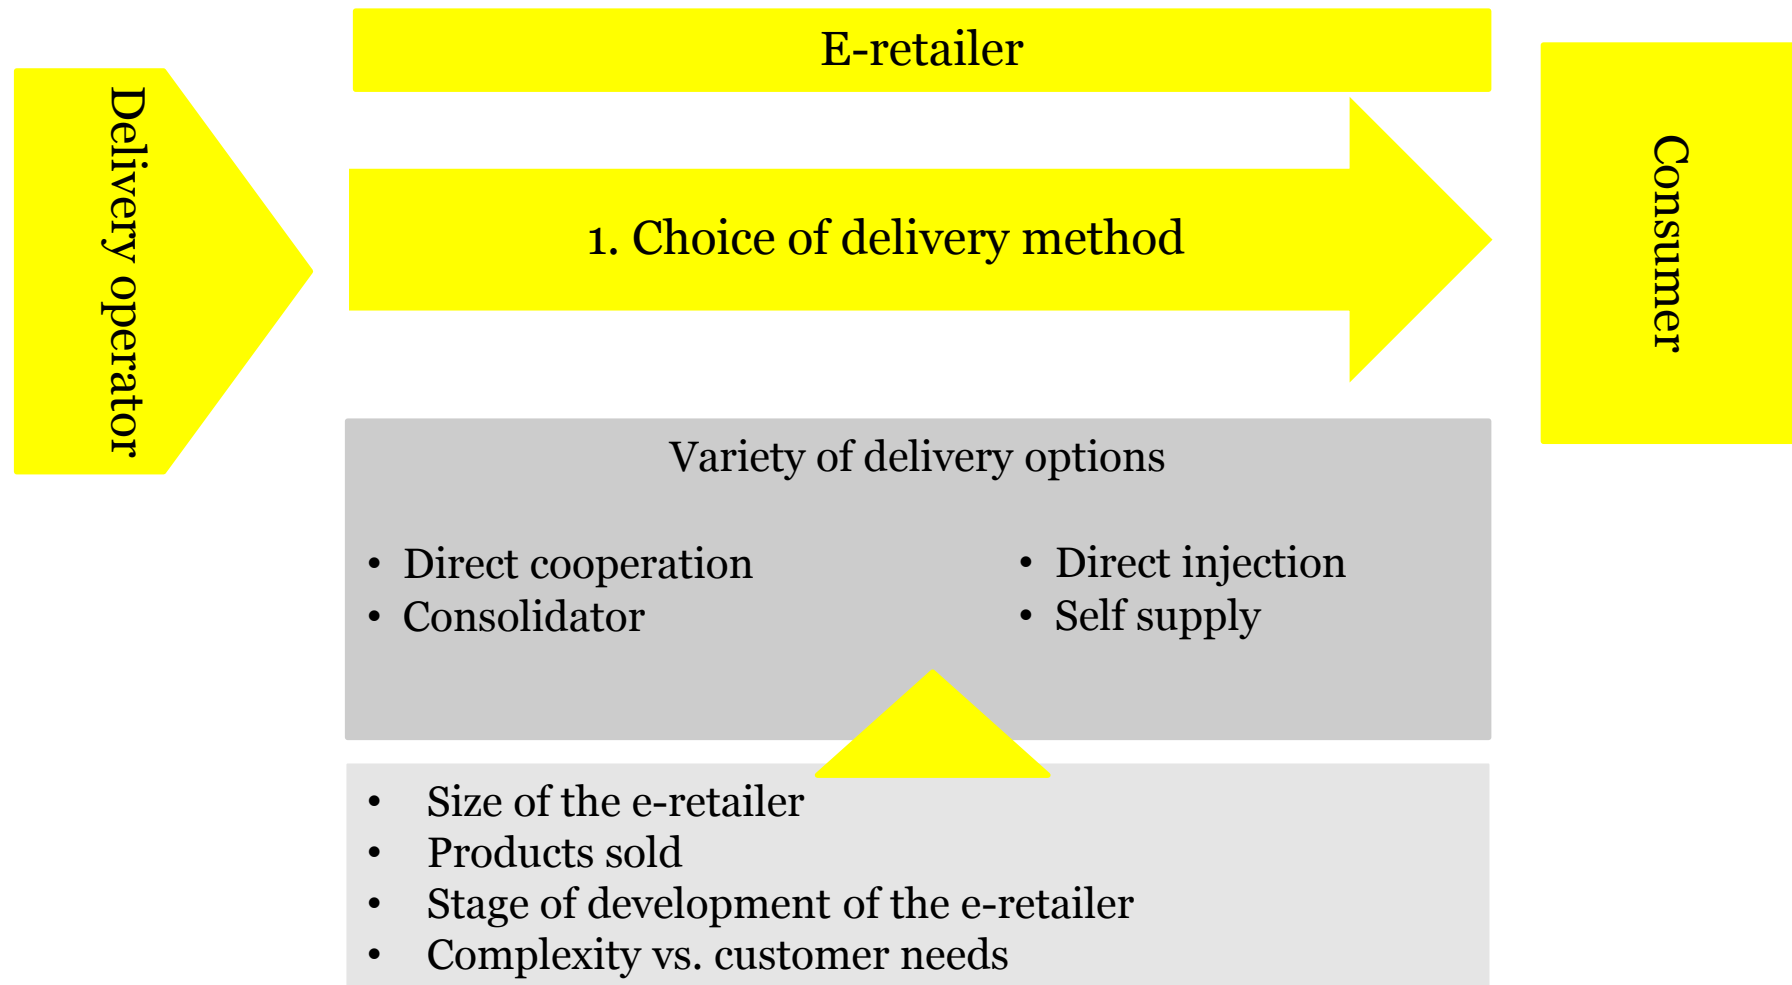 E-retailer
Delivery operator
1. Choice of delivery method
Consumer
Variety of delivery options
• Direct cooperation
• Consolidator
• Direct injection
• Self supply
• Size of the e-retailer
• Products sold
• Stage of development of the e-retailer
• Complexity vs. customer needs